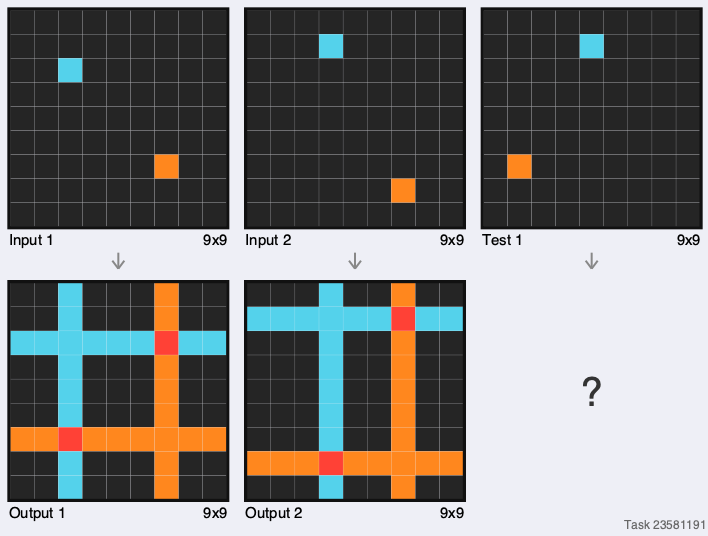 Input 1 9x9
Input 2 9x9
Test 1 9x9
?
Output 1 9x9
Output 2 9x9
Task 23581191